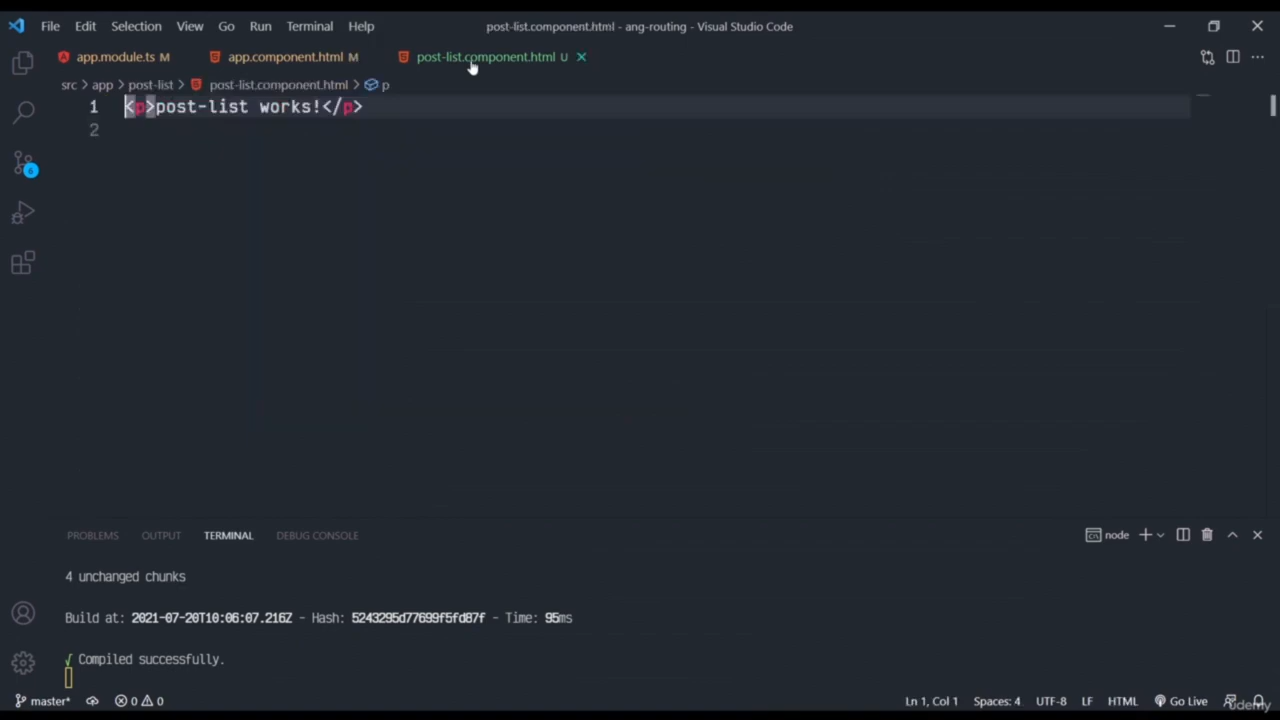 File Edit Selection View Go Run Terminal Help
post-list.component.html - ang-routing - Visual Studio Code
app.module.ts M
app.component.html M
post-list.component.html U
src > app > post-list > post-list.component.html > p
1 <p>post-list works!</p>
2
6
PROBLEMS OUTPUT TERMINAL DEBUG CONSOLE
node
4 unchanged chunks
Build at: 2021-07-20T10:06:07.216Z - Hash: 5243295d77699f5fd87f - Time: 95ms
√ Compiled successfully.
master* 0 0
Ln 1, Col 1 Spaces: 4 UTF-8 LF HTML Go Live
udemy